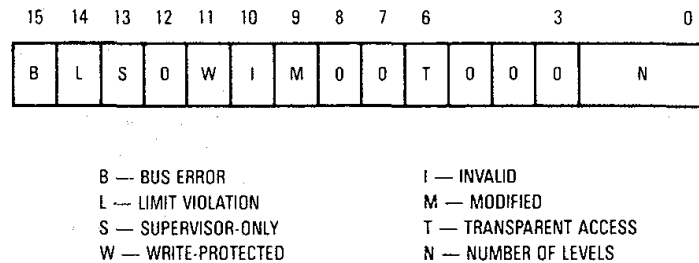 15 14 13 12 11 10 9 8 7 6 3 0
B L S 0 W I M 0 0 T 0 0 0 N
B — BUS ERROR I — INVALID
L — LIMIT VIOLATION M — MODIFIED
S — SUPERVISOR-ONLY T — TRANSPARENT ACCESS
W — WRITE-PROTECTED N — NUMBER OF LEVELS